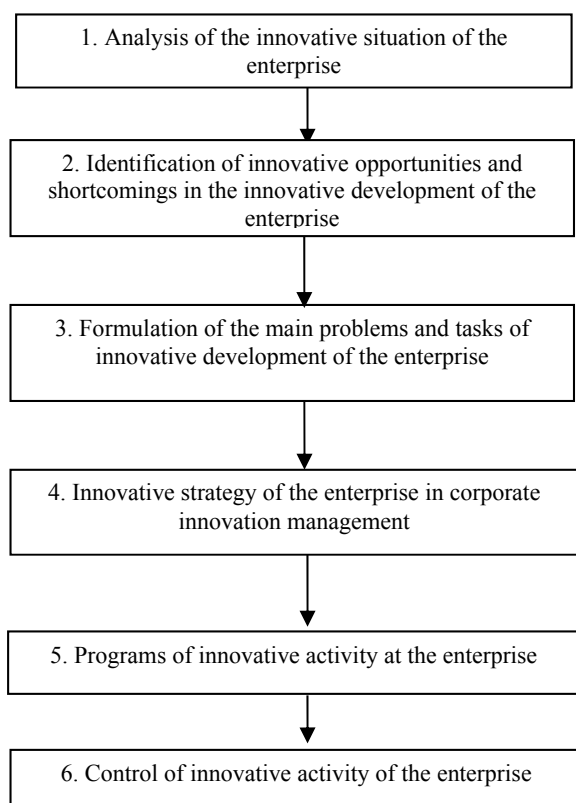 1. Analysis of the innovative situation of the
enterprise
2. Identification of innovative opportunities and
shortcomings in the innovative development of the
enterprise
3. Formulation of the main problems and tasks of
innovative development of the enterprise
4. Innovative strategy of the enterprise in corporate
innovation management
5. Programs of innovative activity at the enterprise
6. Control of innovative activity of the enterprise